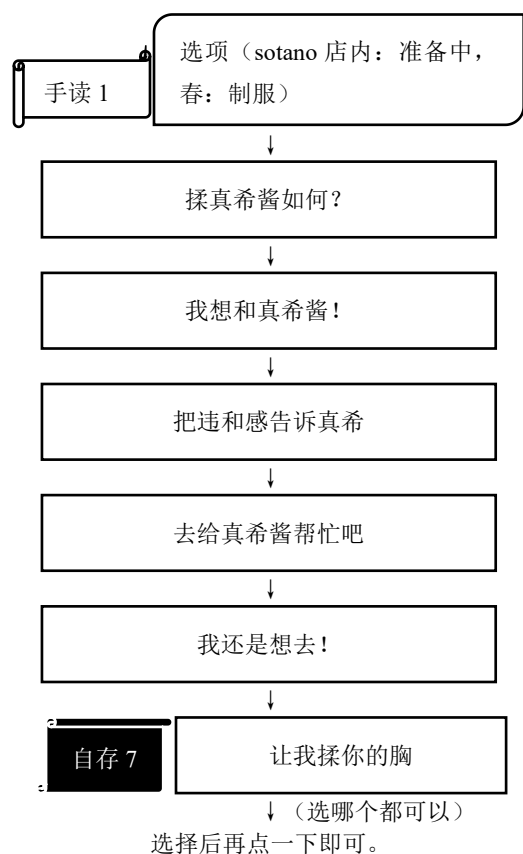 手读 1
选项（sotano 店内：准备中，
春：制服）
↓
揉真希酱如何？
↓
我想和真希酱！
↓
把违和感告诉真希
↓
去给真希酱帮忙吧
↓
我还是想去！
↓
自存 7
让我揉你的胸
↓（选哪个都可以）
选择后再点一下即可。